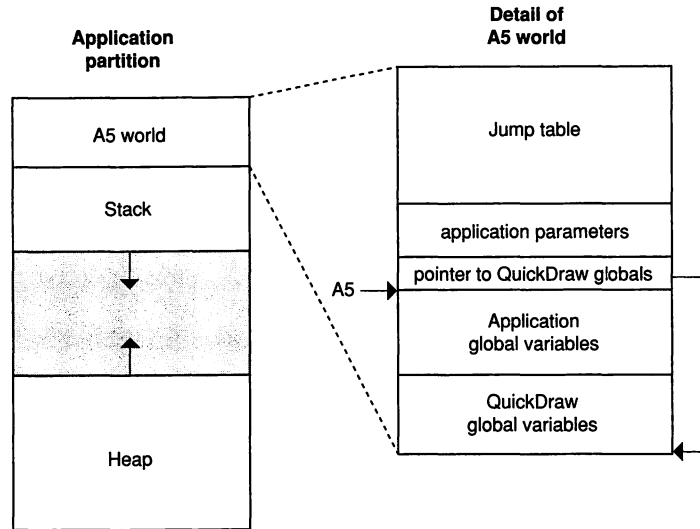 Application
partition
A5 world
Stack
Heap
Detail of
A5 world
Jump table
application parameters
pointer to QuickDraw globals
A5
Application
global variables
QuickDraw
global variables